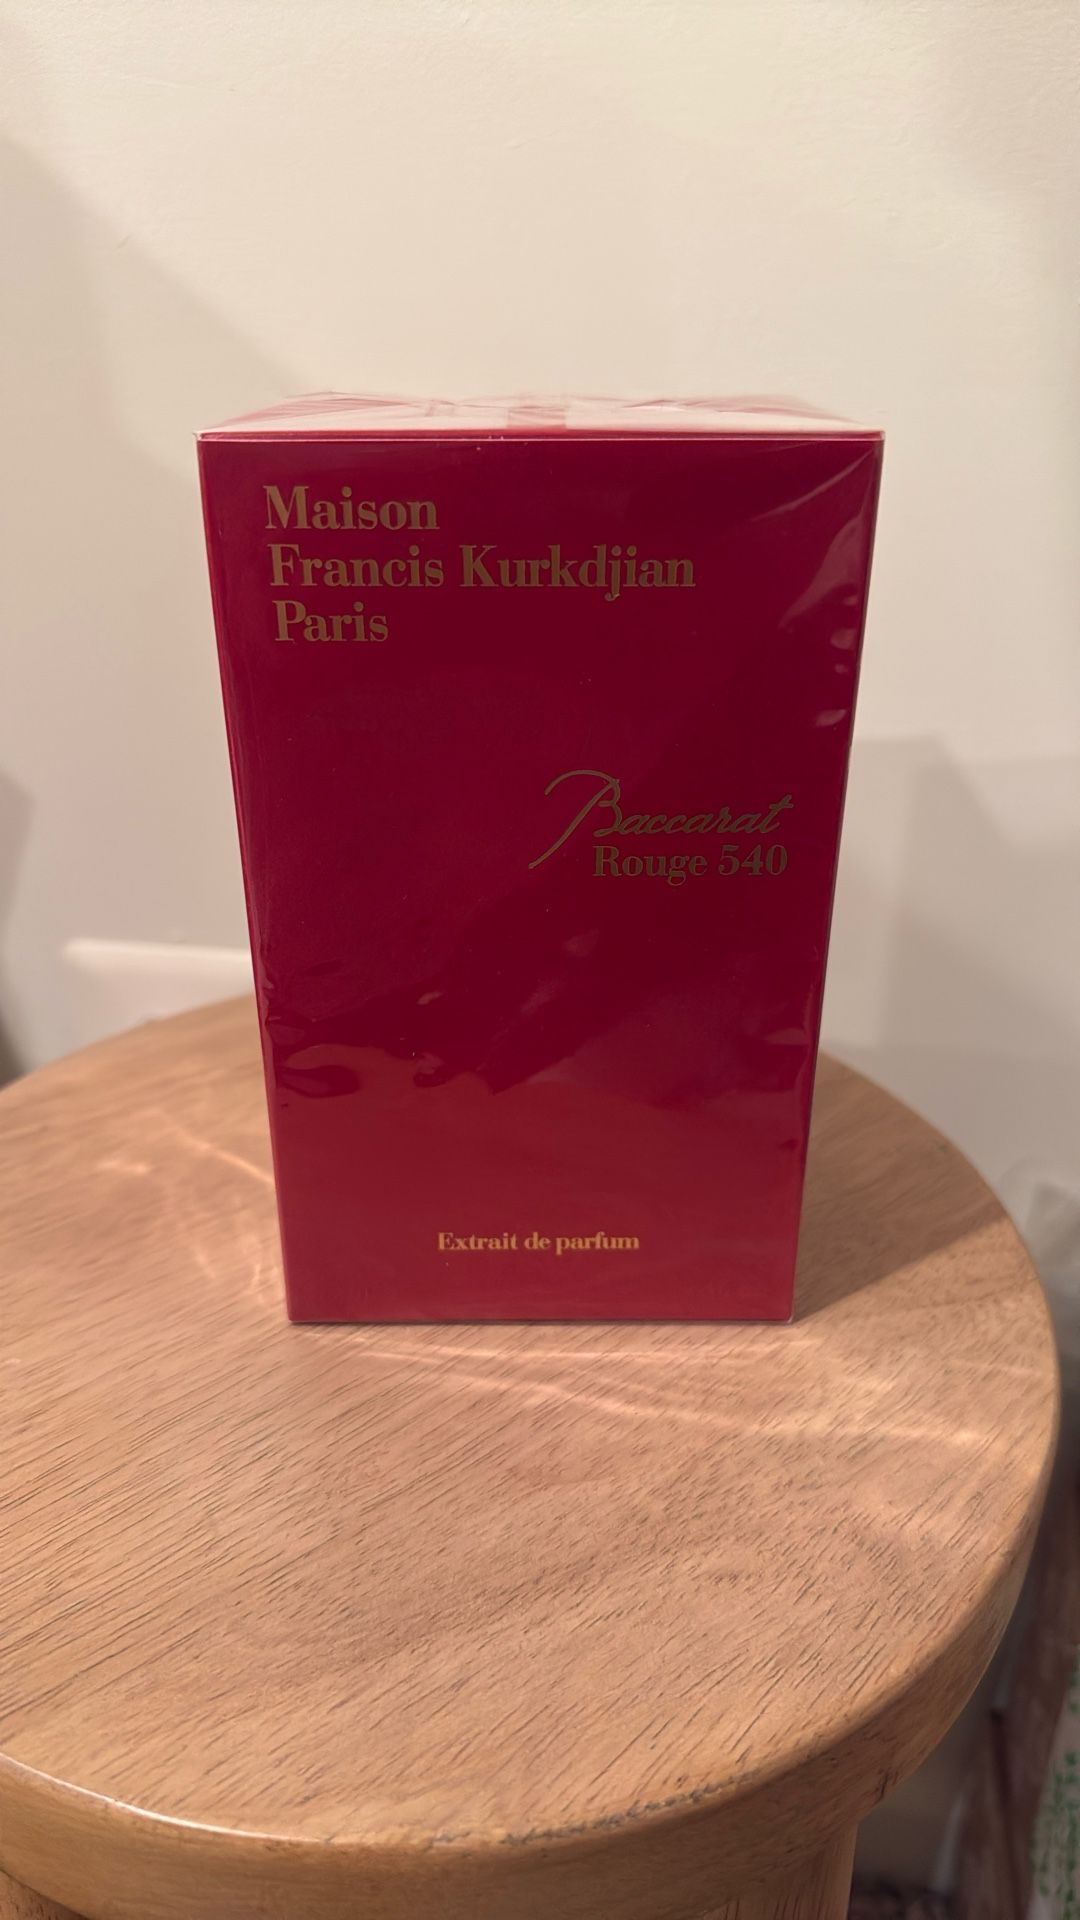 Maison
Francis Kurkdjian
Paris
Baccarat
Rouge 540
Extrait de parfum